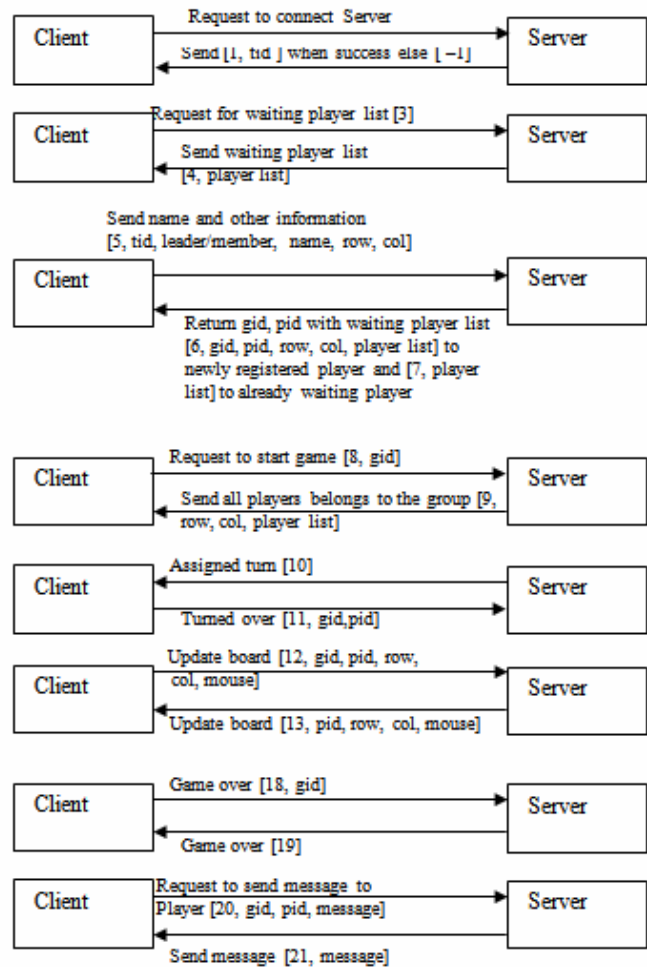 Request to connect Server
Client
Server
Send [1, tid ] when success else [ –1]
Request for waiting player list [3]
Client
Server
Send waiting player list
[4, player list]
Send name and other information
[5, tid, leader/member, name, row, col]
Client
Server
Return gid, pid with waiting player list
[6, gid, pid, row, col, player list] to
newly registered player and [7, player
list] to already waiting player
Request to start game [8, gid]
Client
Server
Send all players belongs to the group [9,
row, col, player list]
Assigned turn [10]
Client
Server
Turned over [11, gid,pid]
Update board [12, gid, pid, row,
col, mouse]
Client
Server
Update board [13, pid, row, col, mouse]
Game over [18, gid]
Client
Server
Game over [19]
Request to send message to
Player [20, gid, pid, message]
Client
Server
Send message [21, message]